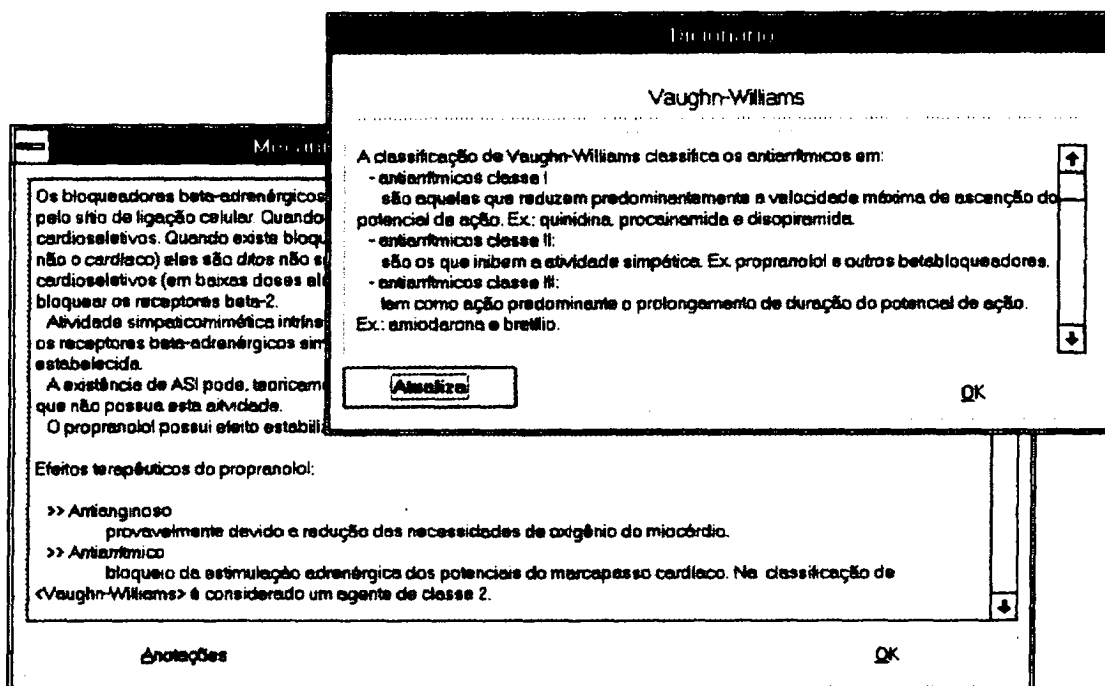 Dicionário
Vaughn-Williams
A classificação de Vaughn-Williams classifica os antiarrítmicos em:
- antiarrítmicos classe I
são aquelas que reduzem predominantemente a velocidade máxima de ascenção do
potencial de ação. Ex.: quinidina, procainamida e disopiramida.
- antiarrítmicos classe II:
são os que inibem a atividade simpática. Ex. propranolol e outros betabloqueadores.
- antiarrítmicos classe III:
tem como ação predominante o prolongamento de duração do potencial de ação.
Ex.: amiodarona e bretílio.
Atualiza
OK
Os bloqueadores beta-adrenérgicos
pelo sítio de ligação celular. Quando
cardioseletivos. Quando existe bloqu
não o cardíaco) eles são ditos não s
cardioseletivos (em baixas doses el
bloquear os receptores beta-2.
Atividade simpaticomimética intríns
os receptores beta-adrenérgicos sim
estabelecida.
A existência de ASI pode, teoricam
que não possua esta atividade.
O propranolol possui efeito estabiliz
Efeitos terapêuticos do propranolol:
>> Antianginoso
provavelmente devido a redução das necessidades de oxigênio do miocárdio.
>> Antiarrítmico
bloqueio da estimulação adrenérgica dos potenciais do marcapasso cardíaco. Na classificação de
<Vaughn-Williams> é considerado um agente de classe 2.
Anotações
OK